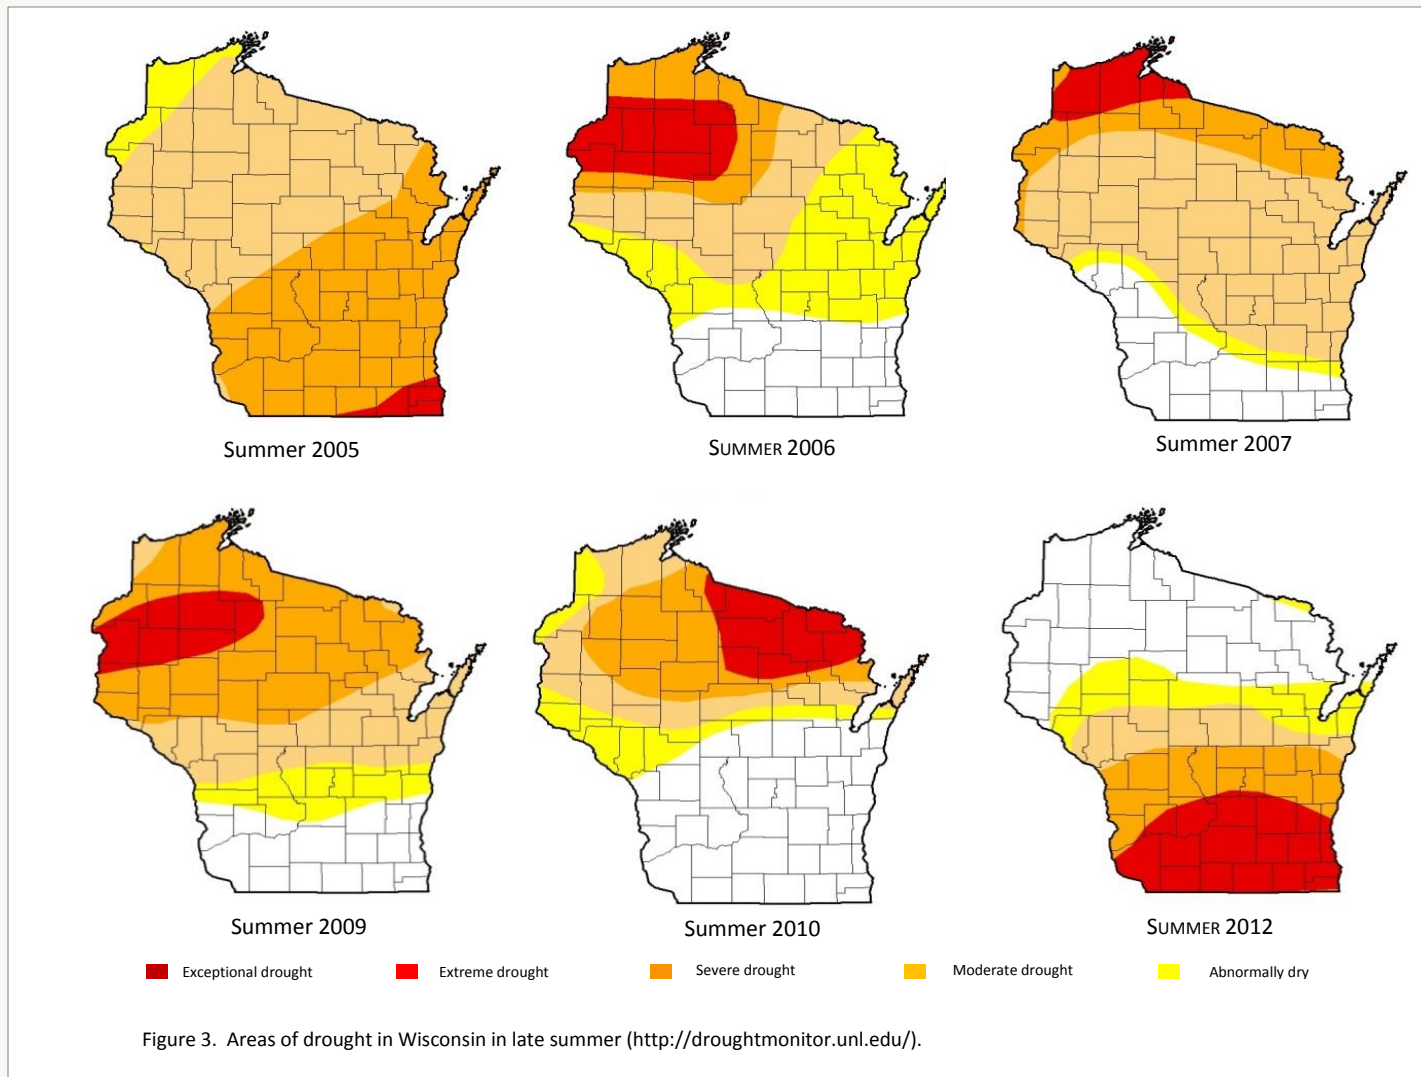 Summer 2005
SUMMER 2006
Summer 2007
Summer 2009
Summer 2010
SUMMER 2012
Exceptional drought
Extreme drought
Severe drought
Moderate drought
Abnormally dry
Figure 3.  Areas of drought in Wisconsin in late summer (http://droughtmonitor.unl.edu/).